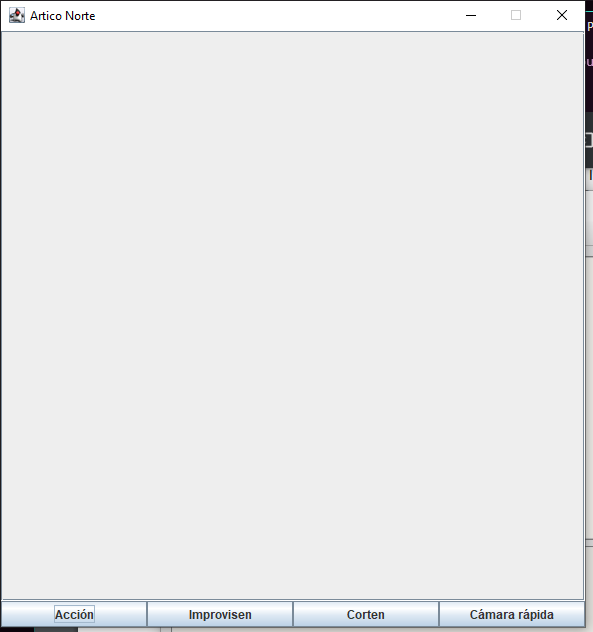 Artico Norte
Acción Improvisen Corten Cámara rápida